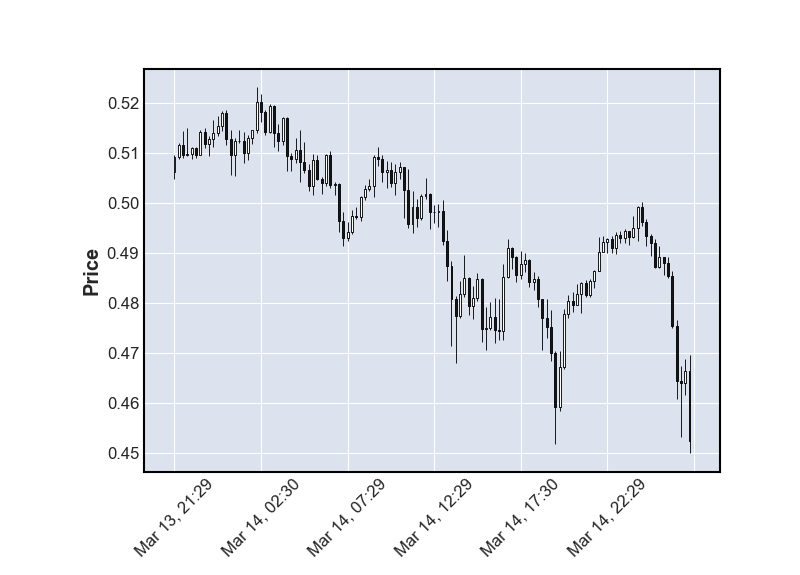 0.52
0.51
0.50
0.49
0.48
0.47
0.46
0.45
Price
Mar 13, 21:29
Mar 14, 02:30
Mar 14, 07:29
Mar 14, 12:29
Mar 14, 17:30
Mar 14, 22:29